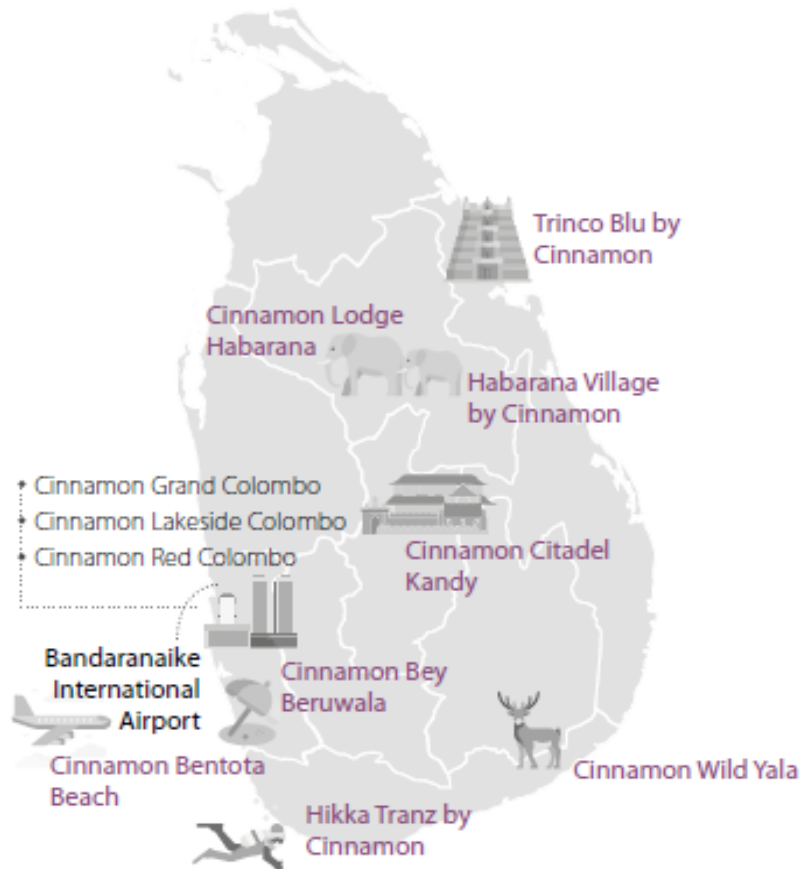 Trinco Blu by
Cinnamon
Cinnamon Lodge
Habarana
Habarana Village
by Cinnamon
Cinnamon Grand Colombo
Cinnamon Lakeside Colombo
Cinnamon Red Colombo
Cinnamon Citadel
Kandy
Bandaranaike
International
Airport
Cinnamon Bey
Beruwala
Cinnamon Bentota
Beach
Cinnamon Wild Yala
Hikka Tranz by
Cinnamon